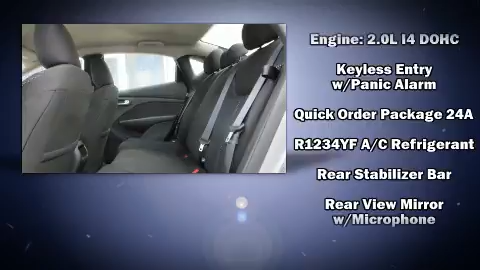 Engine: 2.0L I4 DOHC
Keyless Entry
w/Panic Alarm
Quick Order Package 24A
R1234YF A/C Refrigerant
Rear Stabilizer Bar
Rear View Mirror
w/Microphone